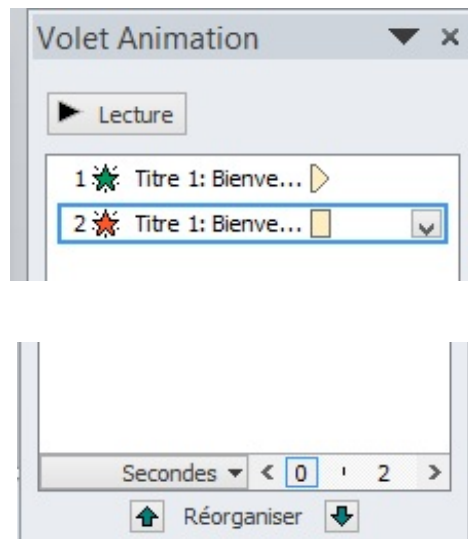 Volet Animation
Lecture
1 Titre 1: Bienve...
2 Titre 1: Bienve...
Secondes 0 2
Réorganiser